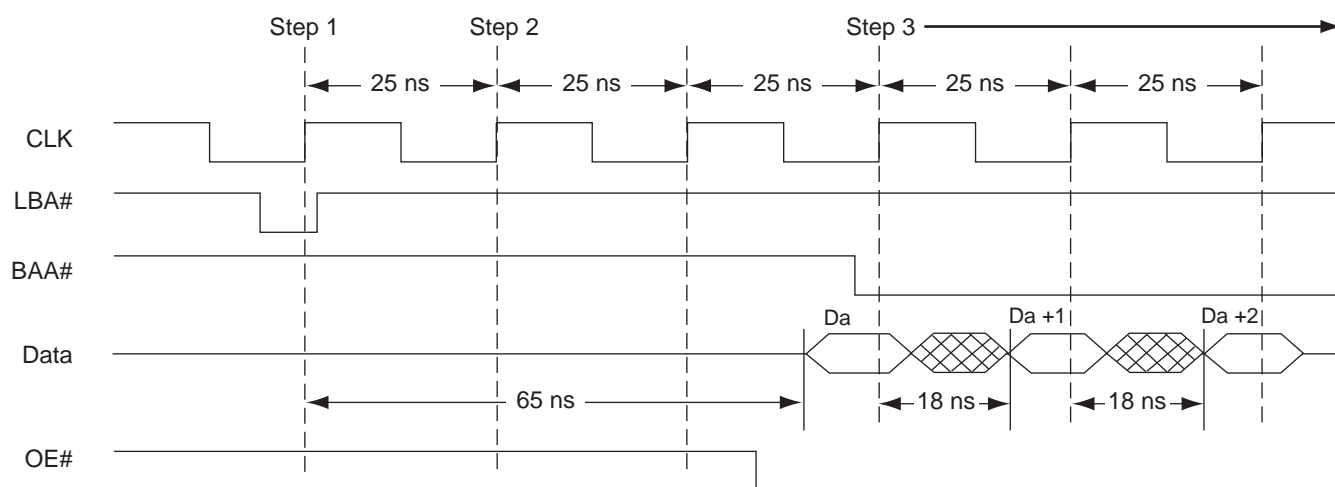 Step 1
Step 2
Step 3
25 ns
25 ns
25 ns
25 ns
25 ns
CLK
LBA#
BAA#
Da
Da +1
Da +2
Data
65 ns
18 ns
18 ns
OE#